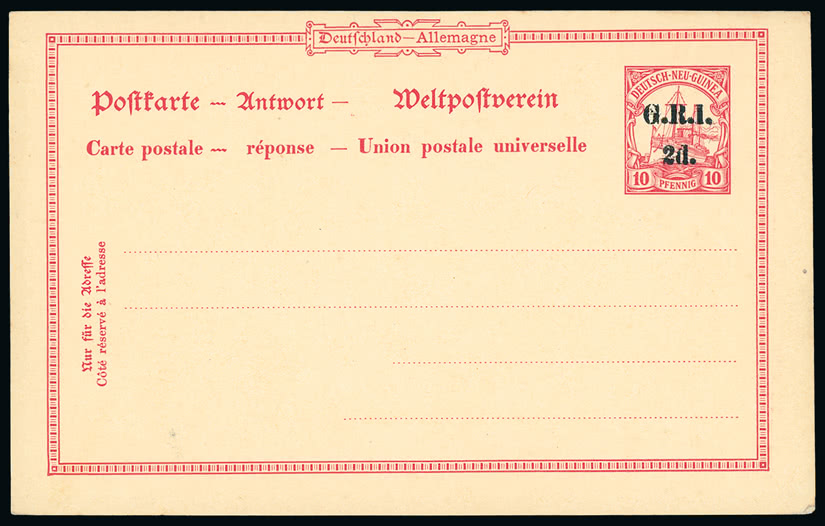 Deutſchland—Allemagne
Poſtkarte — Antwort — Weltpoſtverein
Carte postale — réponse — Union postale universelle
DEUTSCH-NEU-GUINEA
G.R.I.
2d.
10 PFENNIG 10
Nur für die Adreſſe
Côté réservé à l'adresse